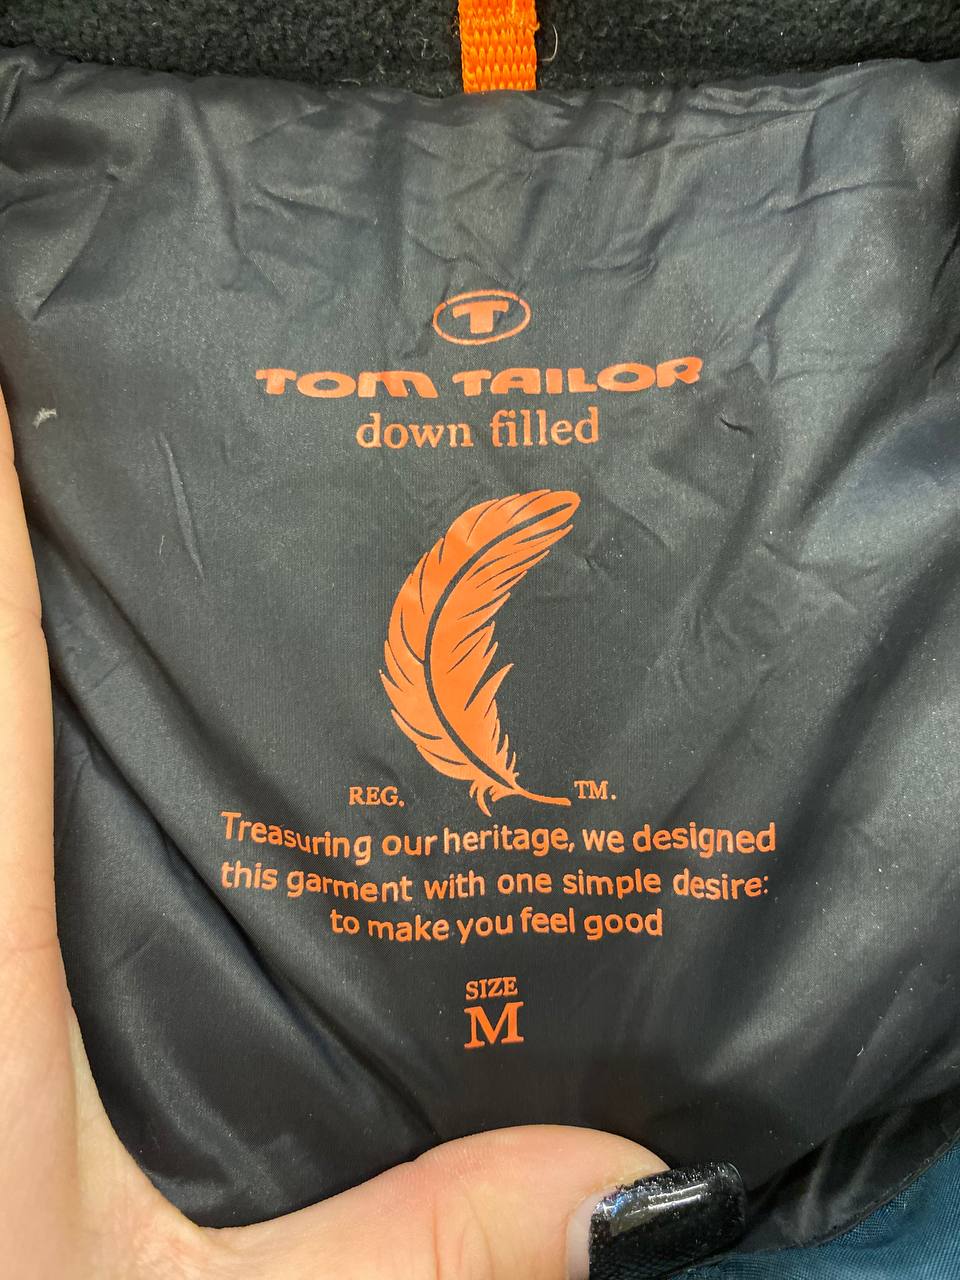 T
TOM TAILOR
down filled
REG. TM.
Treasuring our heritage, we designed
this garment with one simple desire:
to make you feel good
SIZE
M